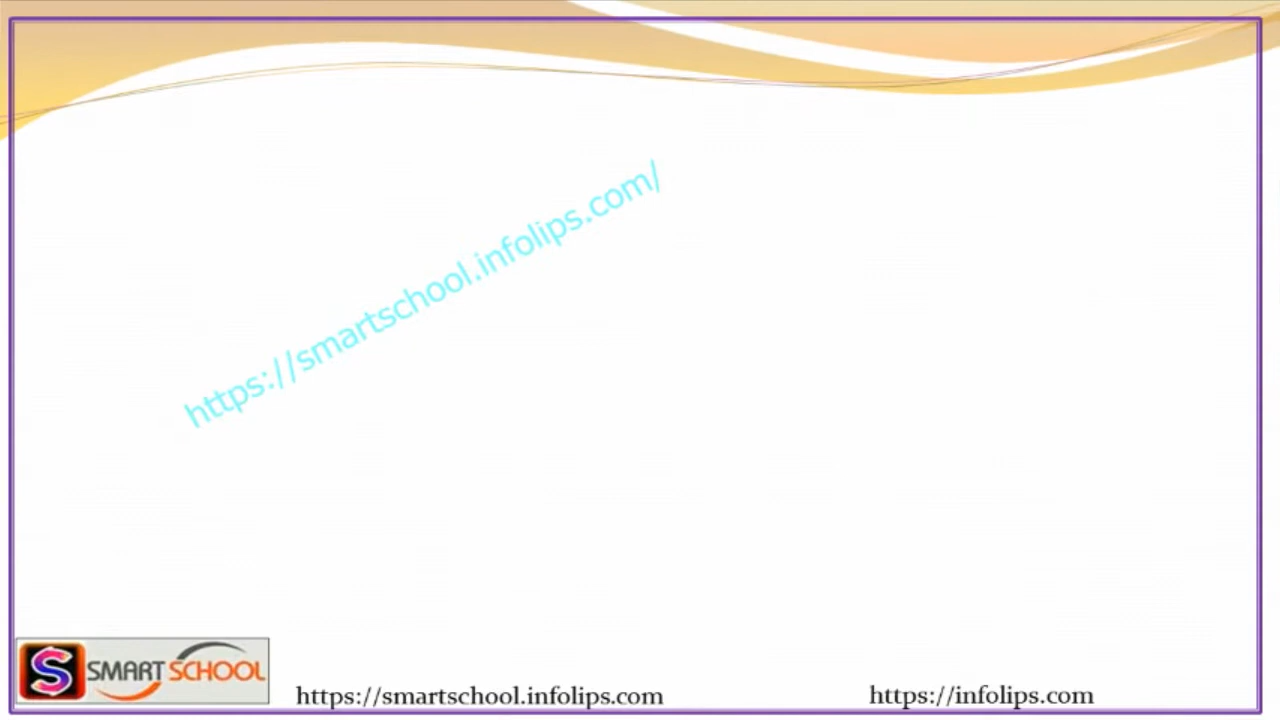 https://smartschool.infolips.com/
S SMART SCHOOL
https://smartschool.infolips.com
https://infolips.com